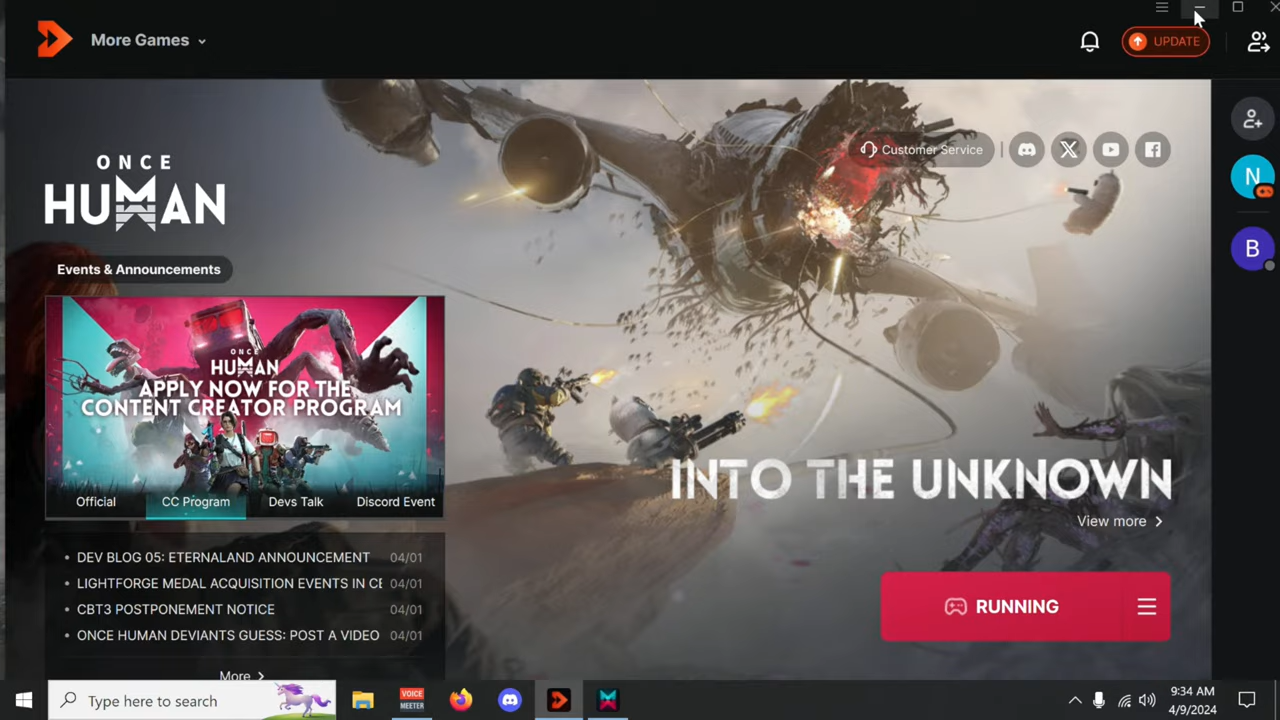 More Games
UPDATE
Customer Service
ONCE
HUMAN
Events & Announcements
ONCE
HUMAN
APPLY NOW FOR THE
CONTENT CREATOR PROGRAM
Official
CC Program
Devs Talk
Discord Event
INTO THE UNKNOWN
View more
DEV BLOG 05: ETERNALAND ANNOUNCEMENT 04/01
LIGHTFORGE MEDAL ACQUISITION EVENTS IN CE 04/01
CBT3 POSTPONEMENT NOTICE 04/01
ONCE HUMAN DEVIANTS GUESS: POST A VIDEO 04/01
More
RUNNING
N
B
Type here to search
VOICE
MEETER
9:34 AM
4/9/2024